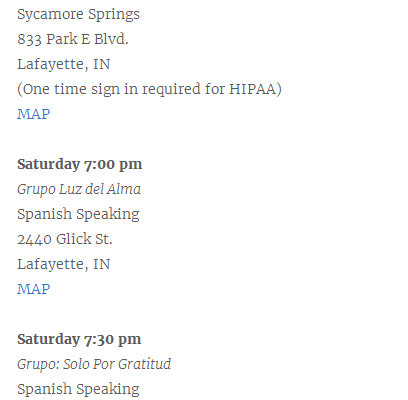 Sycamore Springs
833 Park E Blvd.
Lafayette, IN
(One time sign in required for HIPAA)
MAP
Saturday 7:00 pm
Grupo Luz del Alma
Spanish Speaking
2440 Glick St.
Lafayette, IN
MAP
Saturday 7:30 pm
Grupo: Solo Por Gratitud
Spanish Speaking